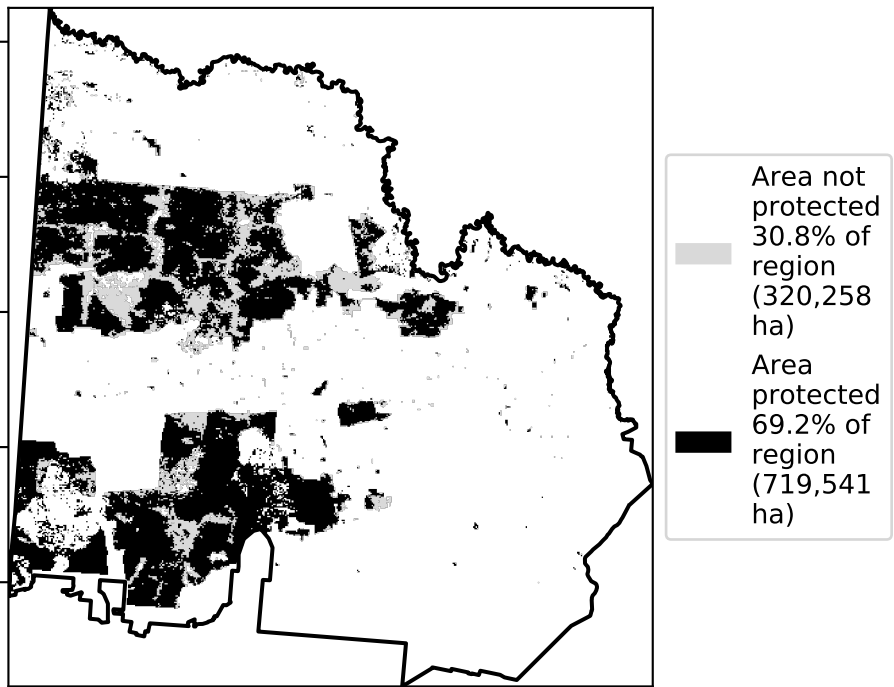 Area not
protected
30.8% of
region
(320,258
ha)
Area
protected
69.2% of
region
(719,541
ha)